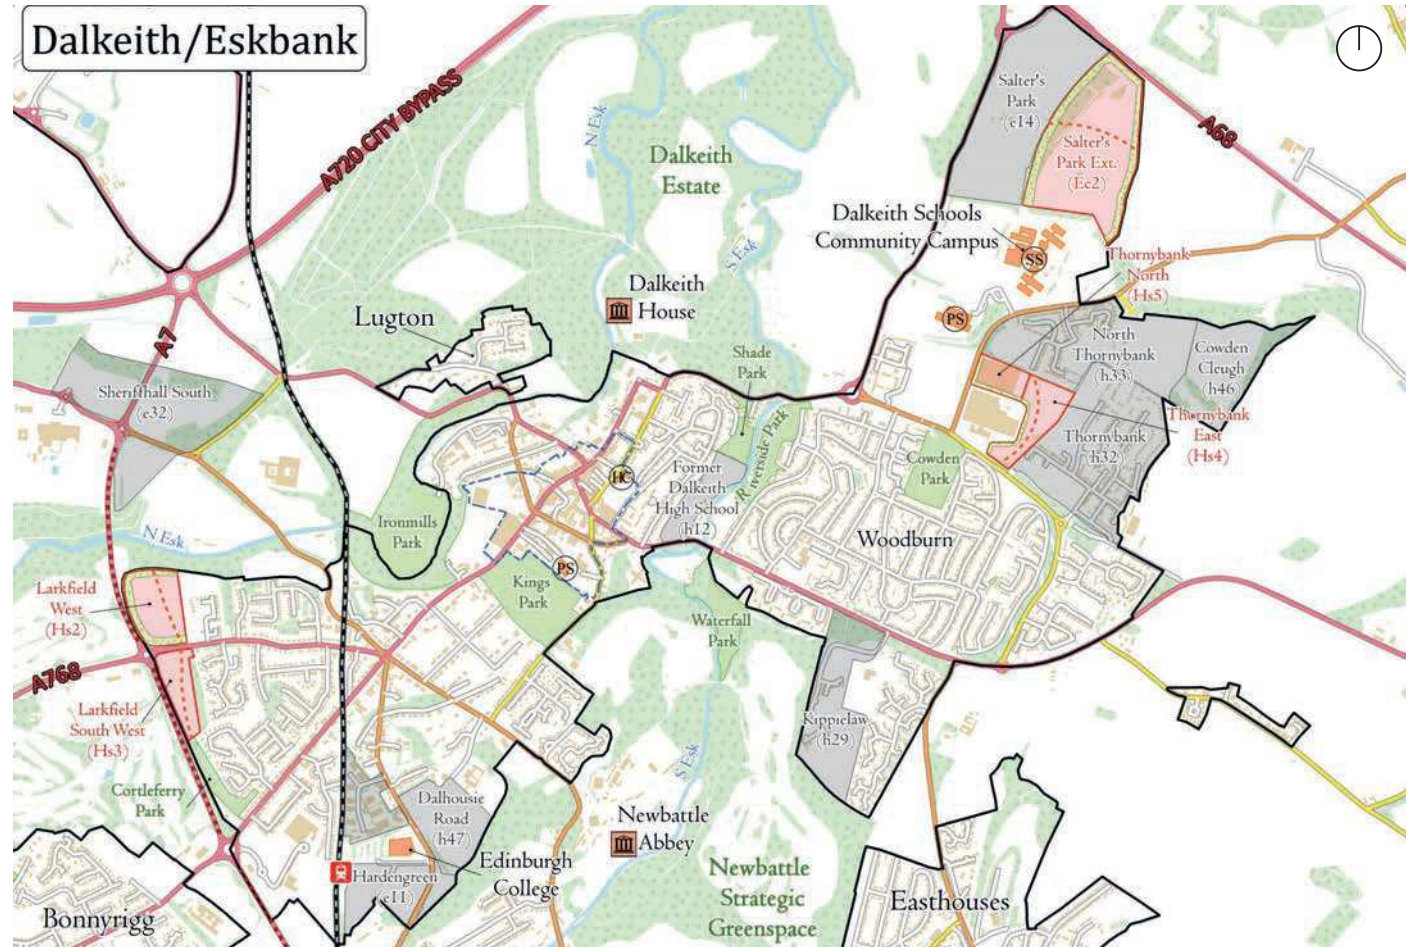 Dalkeith/Eskbank
A720 CITY BYPASS
N Esk
Dalkeith
Estate
S Esk
Salter's
Park
(e14)
Salter's
Park Ext.
(Ec2)
A68
Dalkeith Schools
Community Campus
SS
Thornybank
North
(Hs5)
PS
Dalkeith
House
Lugton
A7
Sheriffhall South
(e32)
Shade
Park
North
Thornybank
(h33)
Cowden
Cleugh
(h46)
Thornybank
East
(Hs4)
Thornybank
h32
Cowden
Park
Riverside Park
HC
Former
Dalkeith
High School
(h12)
Ironmills
Park
N Esk
Woodburn
PS
Kings
Park
Larkfield
West
(Hs2)
Waterfall
Park
A768
Larkfield
South West
(Hs3)
Kippielaw
(h29)
S Esk
Cortleferry
Park
Dalhousie
Road
(h47)
Newbattle
Abbey
Edinburgh
College
Hardengreen
(e11)
Newbattle
Strategic
Greenspace
Easthouses
Bonnyrigg